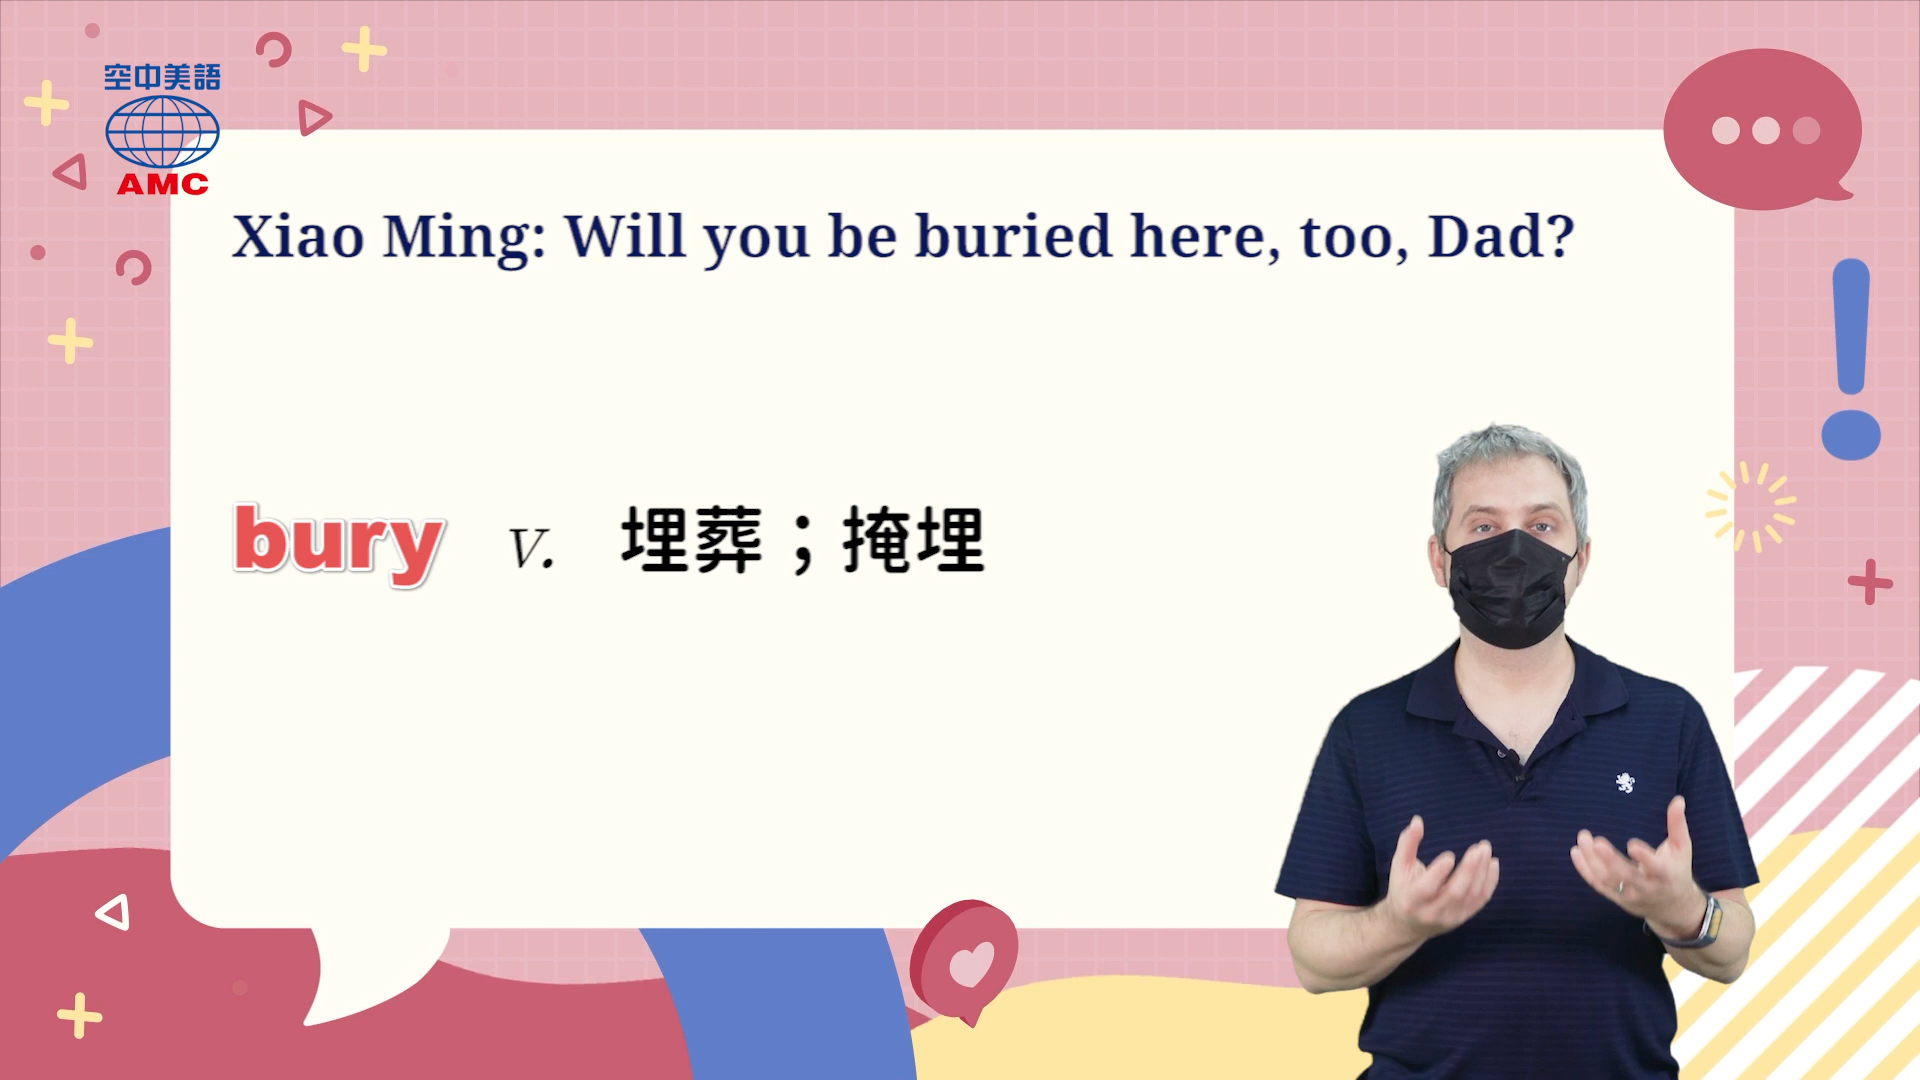 空中美語
AMC
Xiao Ming: Will you be buried here, too, Dad?
bury v. 埋葬；掩埋